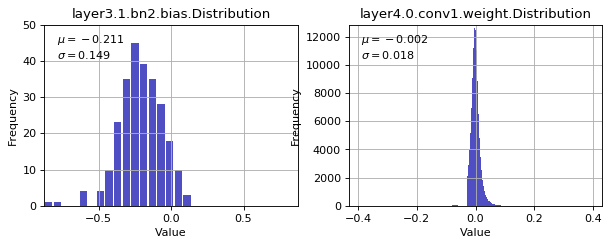 layer3.1.bn2.bias.Distribution
50
40
30
20
10
0
Frequency
μ = −0.211
σ = 0.149
−0.5
0.0
0.5
Value
layer4.0.conv1.weight.Distribution
12000
10000
8000
6000
4000
2000
0
Frequency
μ = −0.002
σ = 0.018
−0.4
−0.2
0.0
0.2
0.4
Value